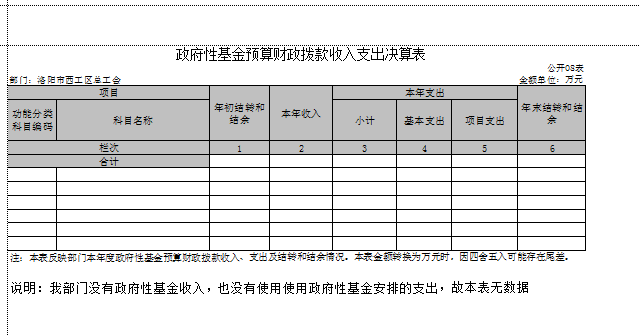 政府性基金预算财政拨款收入支出决算表
公开08表
部门：洛阳市西工区总工会 金额单位：万元
项目 年初结转和结余 本年收入 本年支出 年末结转和结余
功能分类科目编码 科目名称 小计 基本支出 项目支出
栏次 1 2 3 4 5 6
合计
注：本表反映部门本年度政府性基金预算财政拨款收入、支出及结转和结余情况。本表金额转换为万元时，因四舍五入可能存在尾差。
说明：我部门没有政府性基金收入，也没有使用使用政府性基金安排的支出，故本表无数据